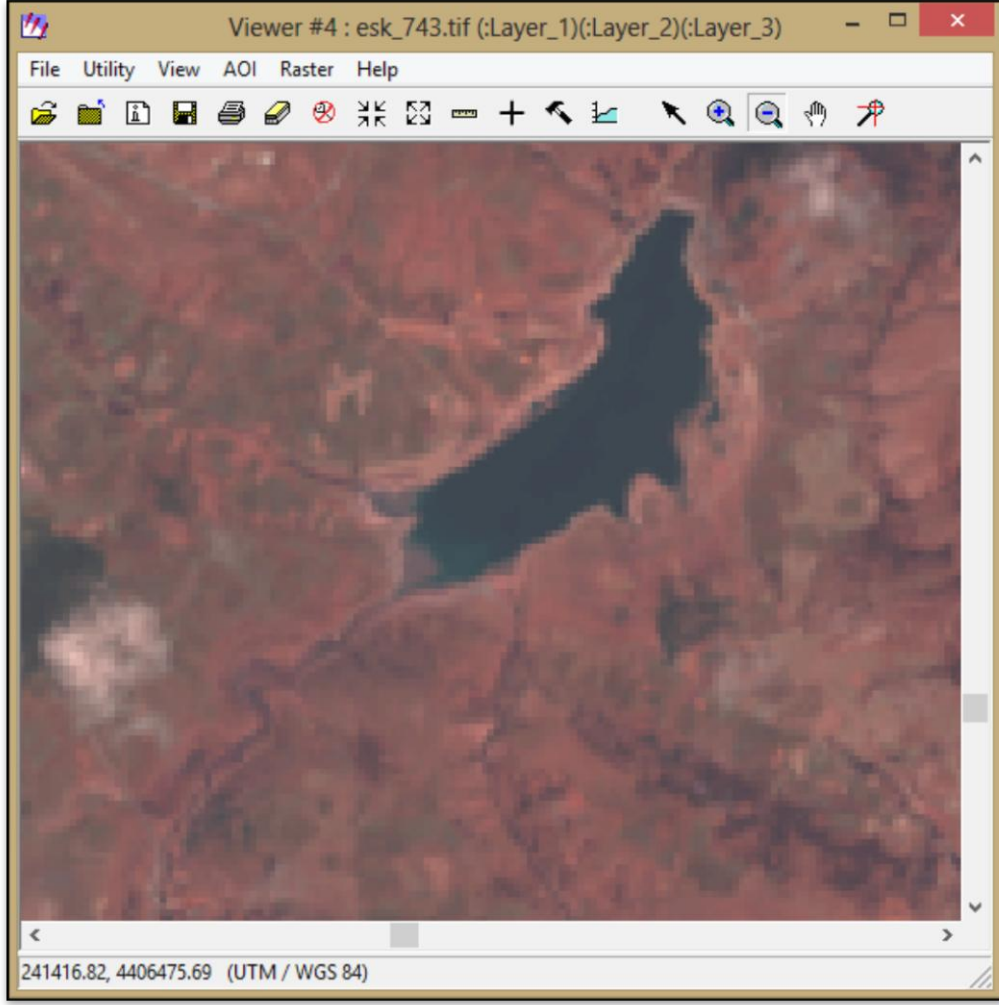 Viewer #4 : esk_743.tif (:Layer_1)(:Layer_2)(:Layer_3)
File Utility View AOI Raster Help
241416.82, 4406475.69 (UTM / WGS 84)